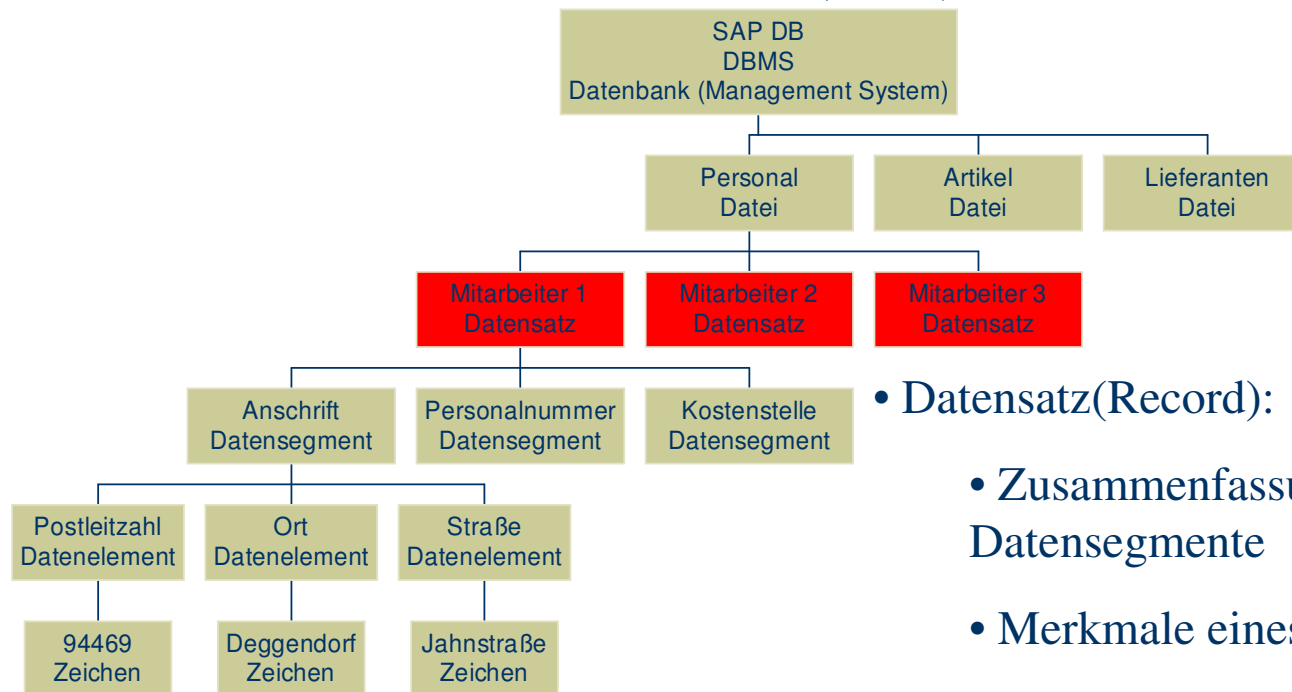 SAP DB
DBMS
Datenbank (Management System)
Personal
Datei
Artikel
Datei
Lieferanten
Datei
Mitarbeiter 1
Datensatz
Mitarbeiter 2
Datensatz
Mitarbeiter 3
Datensatz
Anschrift
Datensegment
Personalnummer
Datensegment
Kostenstelle
Datensegment
• Datensatz(Record):
• Zusammenfassu
Datensegmente
• Merkmale eines
Postleitzahl
Datenelement
Ort
Datenelement
Straße
Datenelement
94469
Zeichen
Deggendorf
Zeichen
Jahnstraße
Zeichen